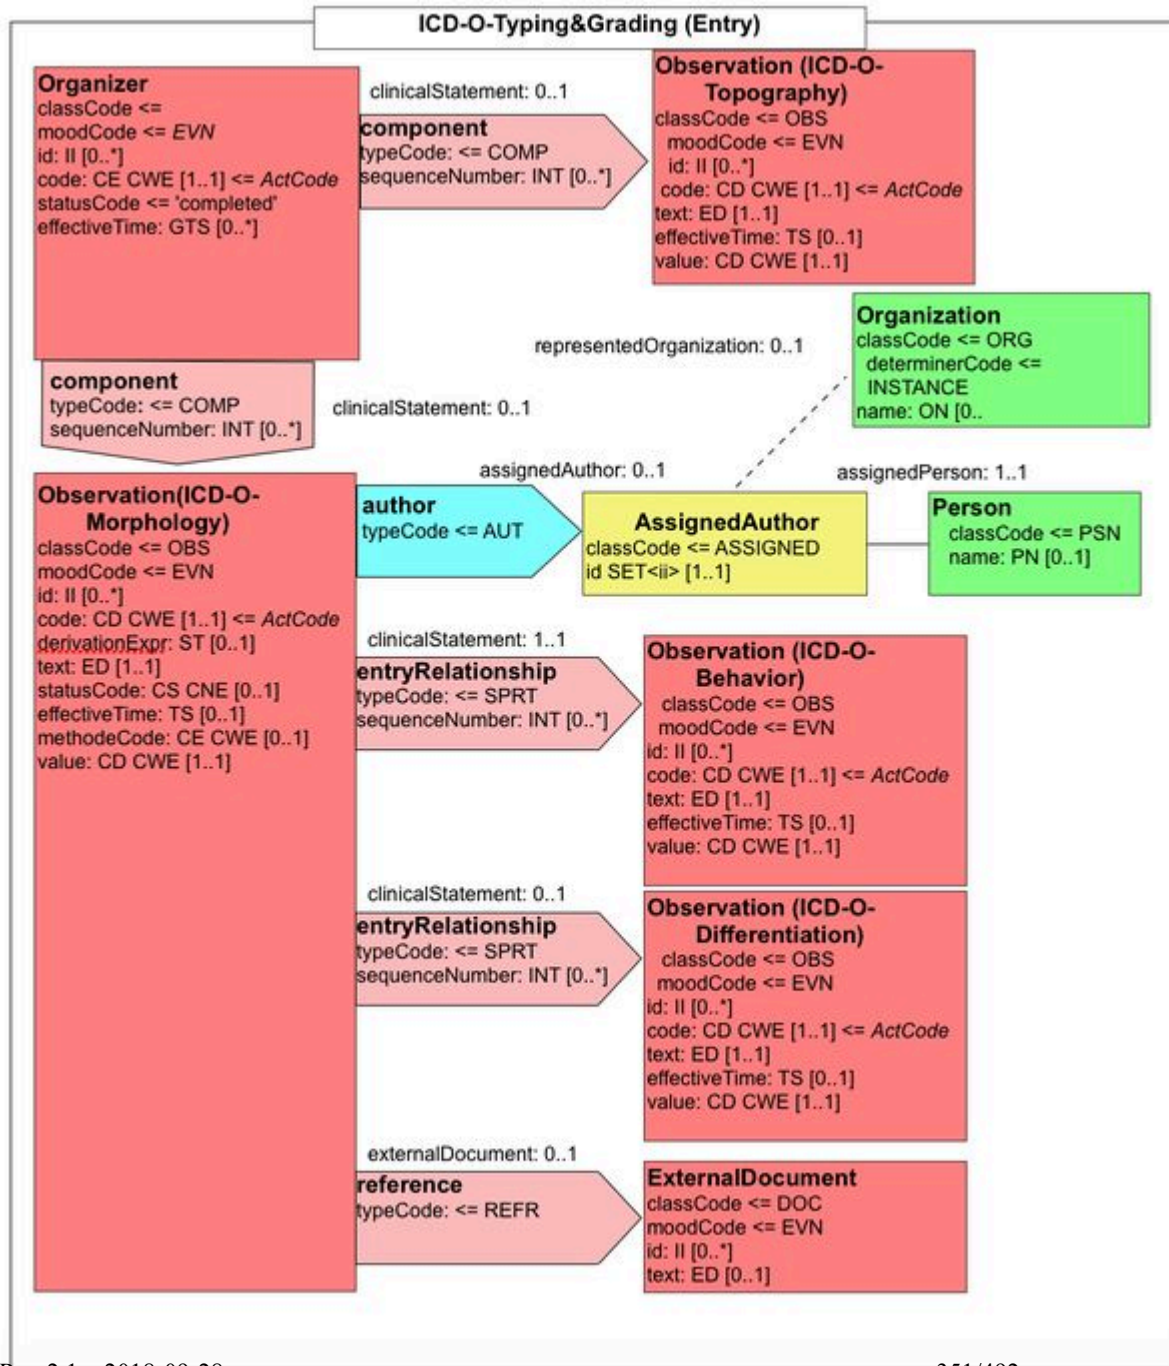 ICD-O-Typing&Grading (Entry)
Organizer
classCode <=
moodCode <= EVN
id: II [0..*]
code: CE CWE [1..1] <= ActCode
statusCode <= 'completed'
effectiveTime: GTS [0..*]
clinicalStatement: 0..1
component
typeCode: <= COMP
sequenceNumber: INT [0..*]
Observation (ICD-O-
Topography)
classCode <= OBS
moodCode <= EVN
id: II [0..*]
code: CD CWE [1..1] <= ActCode
text: ED [1..1]
effectiveTime: TS [0..1]
value: CD CWE [1..1]
representedOrganization: 0..1
Organization
classCode <= ORG
determinerCode <=
INSTANCE
name: ON [0..
component
typeCode: <= COMP
sequenceNumber: INT [0..*]
clinicalStatement: 0..1
Observation(ICD-O-
Morphology)
classCode <= OBS
moodCode <= EVN
id: II [0..*]
code: CD CWE [1..1] <= ActCode
derivationExpr: ST [0..1]
text: ED [1..1]
statusCode: CS CNE [0..1]
effectiveTime: TS [0..1]
methodeCode: CE CWE [0..1]
value: CD CWE [1..1]
assignedAuthor: 0..1
author
typeCode <= AUT
AssignedAuthor
classCode <= ASSIGNED
id SET<ii> [1..1]
assignedPerson: 1..1
Person
classCode <= PSN
name: PN [0..1]
clinicalStatement: 1..1
entryRelationship
typeCode: <= SPRT
sequenceNumber: INT [0..*]
Observation (ICD-O-
Behavior)
classCode <= OBS
moodCode <= EVN
id: II [0..*]
code: CD CWE [1..1] <= ActCode
text: ED [1..1]
effectiveTime: TS [0..1]
value: CD CWE [1..1]
clinicalStatement: 0..1
entryRelationship
typeCode: <= SPRT
sequenceNumber: INT [0..*]
Observation (ICD-O-
Differentiation)
classCode <= OBS
moodCode <= EVN
id: II [0..*]
code: CD CWE [1..1] <= ActCode
text: ED [1..1]
effectiveTime: TS [0..1]
value: CD CWE [1..1]
externalDocument: 0..1
reference
typeCode: <= REFR
ExternalDocument
classCode <= DOC
moodCode <= EVN
id: II [0..*]
text: ED [0..1]